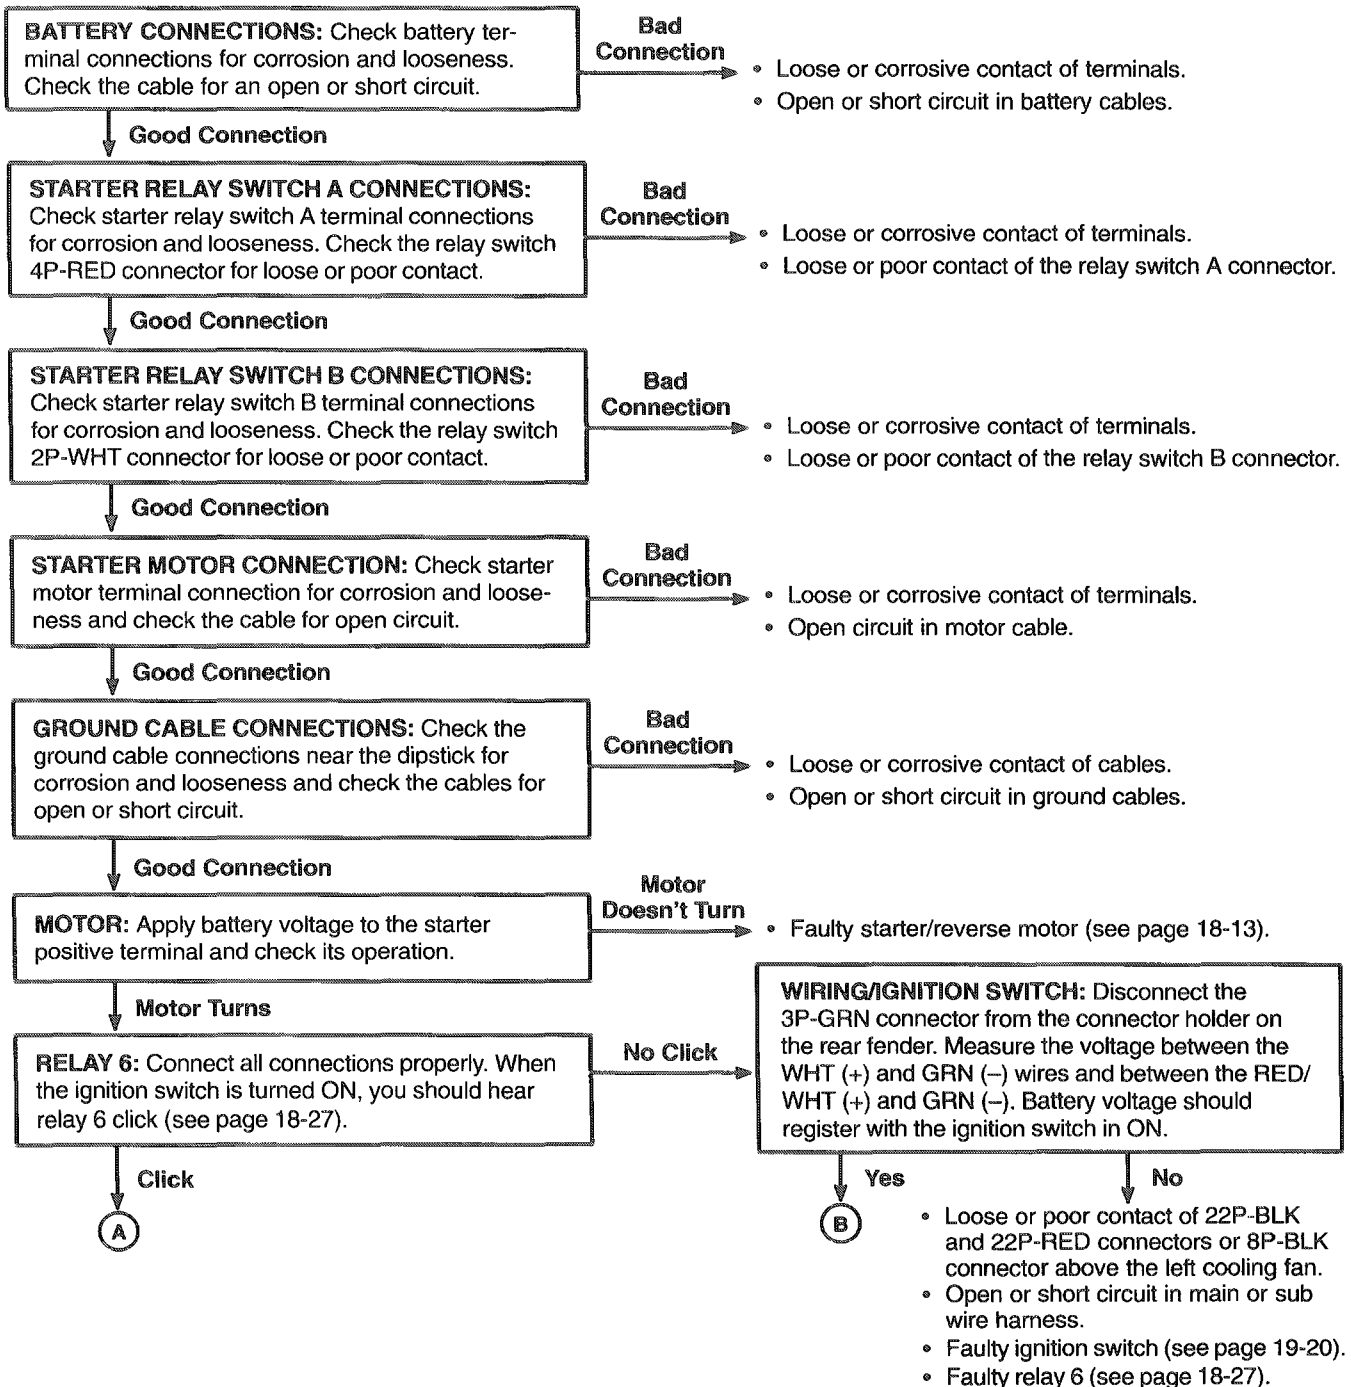 BATTERY CONNECTIONS: Check battery ter-
minal connections for corrosion and looseness.
Check the cable for an open or short circuit.
Bad
Connection
• Loose or corrosive contact of terminals.
• Open or short circuit in battery cables.
Good Connection
STARTER RELAY SWITCH A CONNECTIONS:
Check starter relay switch A terminal connections
for corrosion and looseness. Check the relay switch
4P-RED connector for loose or poor contact.
Bad
Connection
• Loose or corrosive contact of terminals.
• Loose or poor contact of the relay switch A connector.
Good Connection
STARTER RELAY SWITCH B CONNECTIONS:
Check starter relay switch B terminal connections
for corrosion and looseness. Check the relay switch
2P-WHT connector for loose or poor contact.
Bad
Connection
• Loose or corrosive contact of terminals.
• Loose or poor contact of the relay switch B connector.
Good Connection
STARTER MOTOR CONNECTION: Check starter
motor terminal connection for corrosion and loose-
ness and check the cable for open circuit.
Bad
Connection
• Loose or corrosive contact of terminals.
• Open circuit in motor cable.
Good Connection
GROUND CABLE CONNECTIONS: Check the
ground cable connections near the dipstick for
corrosion and looseness and check the cables for
open or short circuit.
Bad
Connection
• Loose or corrosive contact of cables.
• Open or short circuit in ground cables.
Good Connection
MOTOR: Apply battery voltage to the starter
positive terminal and check its operation.
Motor
Doesn't Turn
• Faulty starter/reverse motor (see page 18-13).
Motor Turns
RELAY 6: Connect all connections properly. When
the ignition switch is turned ON, you should hear
relay 6 click (see page 18-27).
No Click
WIRING/IGNITION SWITCH: Disconnect the
3P-GRN connector from the connector holder on
the rear fender. Measure the voltage between the
WHT (+) and GRN (–) wires and between the RED/
WHT (+) and GRN (–). Battery voltage should
register with the ignition switch in ON.
Click
A
Yes
B
No
• Loose or poor contact of 22P-BLK
and 22P-RED connectors or 8P-BLK
connector above the left cooling fan.
• Open or short circuit in main or sub
wire harness.
• Faulty ignition switch (see page 19-20).
• Faulty relay 6 (see page 18-27).